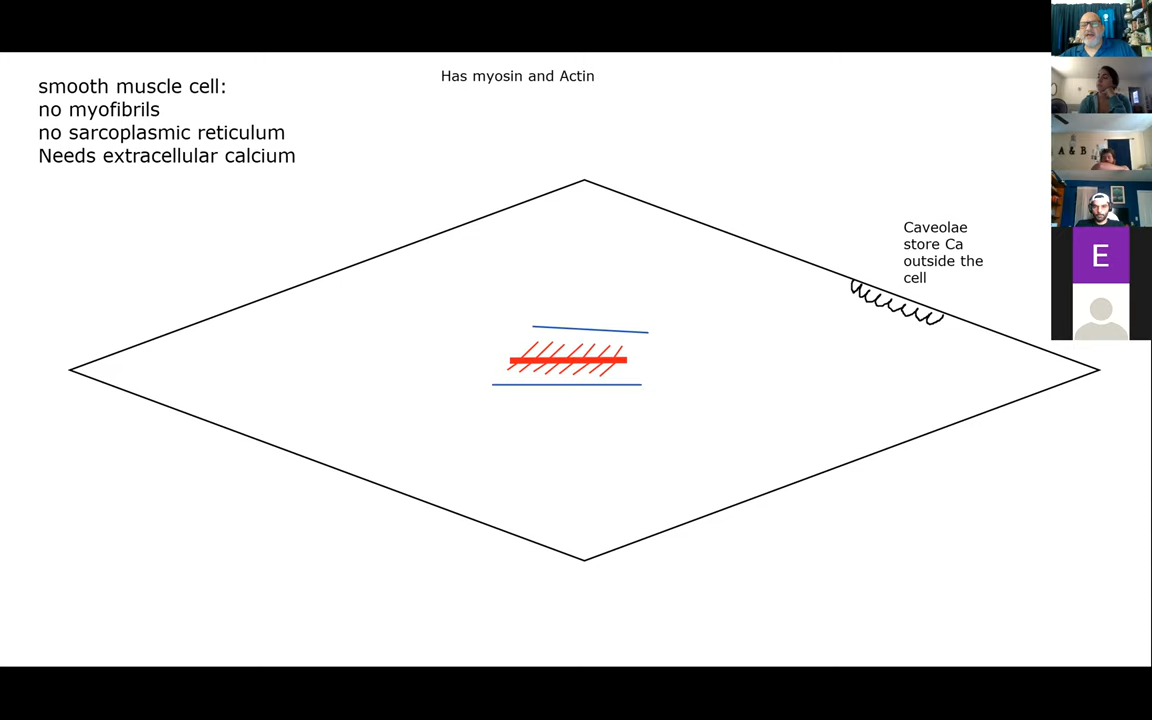 smooth muscle cell:
no myofibrils
no sarcoplasmic reticulum
Needs extracellular calcium
Has myosin and Actin
Caveolae
store Ca
outside the
cell
A & B
E